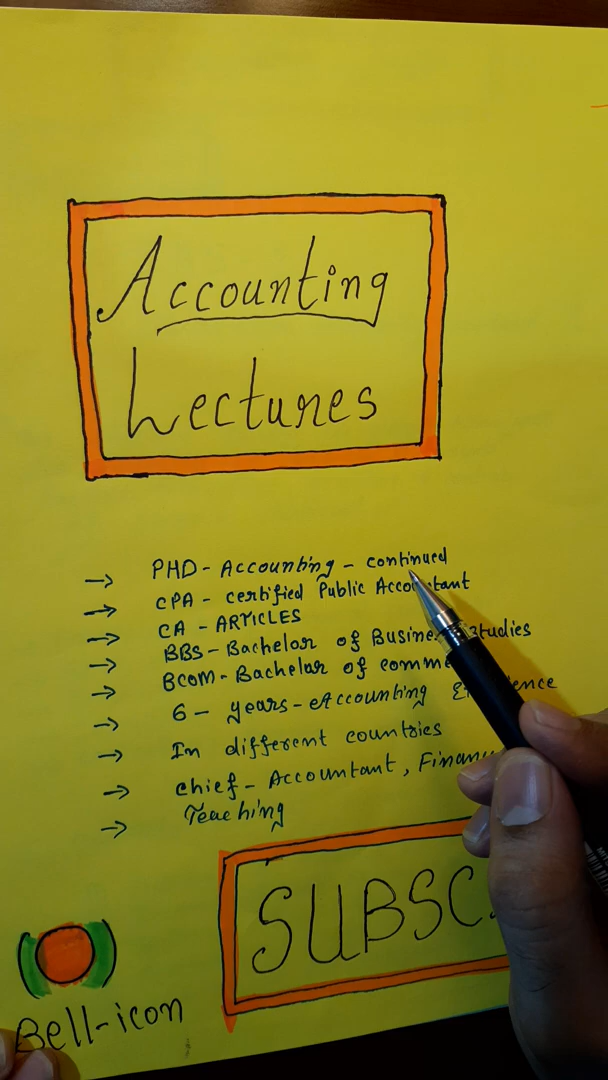 Accounting
Lectures
PHD - Accounting - continued
CPA - certified Public
CA - ARTICLES
BBS - Bachelor of Studies
BCOM - Bachelor of
6 - years - Accounting
In different countries
chief - Accountant,
Teaching
Bell-icon